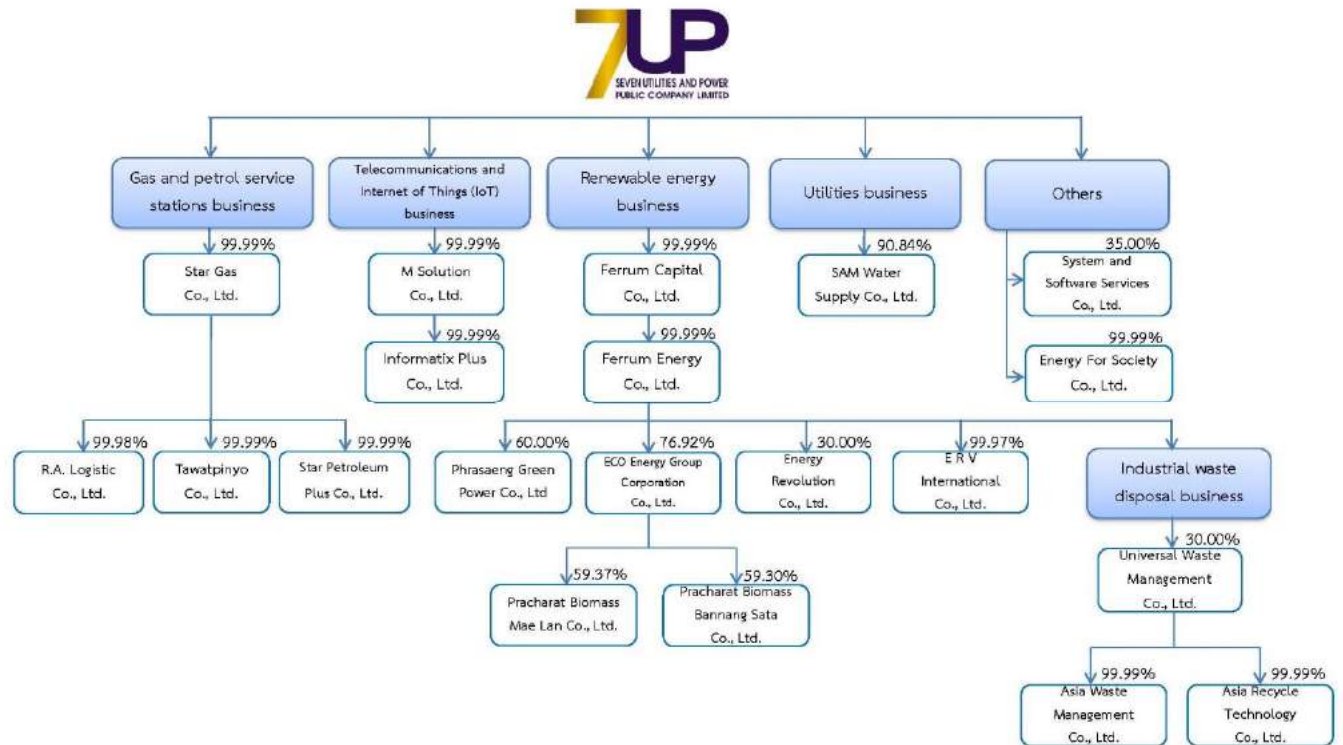 7UP
SEVEN UTILITIES AND POWER
PUBLIC COMPANY LIMITED
Gas and petrol service
stations business
Telecommunications and
Internet of Things (IoT)
business
Renewable energy
business
Utilities business
Others
99.99%
Star Gas
Co., Ltd.
99.99%
M Solution
Co., Ltd.
99.99%
Ferrum Capital
Co., Ltd.
90.84%
SAM Water
Supply Co., Ltd.
35.00%
System and
Software Services
Co., Ltd.
99.99%
Informatix Plus
Co., Ltd.
99.99%
Ferrum Energy
Co., Ltd.
99.99%
Energy For Society
Co., Ltd.
99.98%
R.A. Logistic
Co., Ltd.
99.99%
Tawatpinyo
Co., Ltd.
99.99%
Star Petroleum
Plus Co., Ltd.
60.00%
Phrasaeng Green
Power Co., Ltd
76.92%
ECO Energy Group
Corporation
Co., Ltd.
30.00%
Energy
Revolution
Co., Ltd.
99.97%
E R V
International
Co., Ltd.
Industrial waste
disposal business
59.37%
Pracharat Biomass
Mae Lan Co., Ltd.
59.30%
Pracharat Biomass
Bannang Sata
Co., Ltd.
30.00%
Universal Waste
Management
Co., Ltd.
99.99%
Asia Waste
Management
Co., Ltd.
99.99%
Asia Recycle
Technology
Co., Ltd.